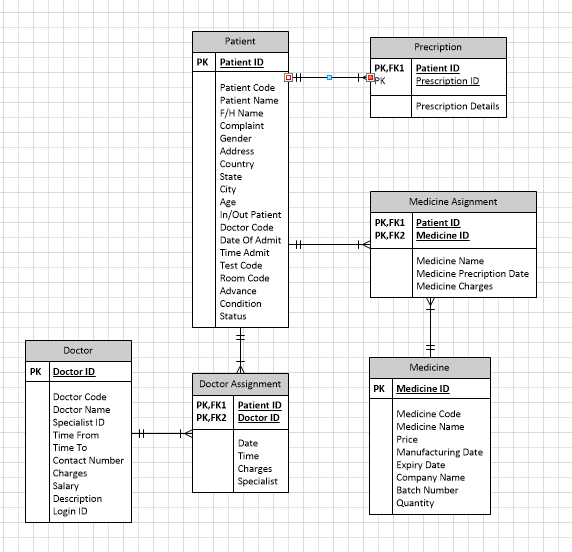 Patient
PK Patient ID
Patient Code
Patient Name
F/H Name
Complaint
Gender
Address
Country
State
City
Age
In/Out Patient
Doctor Code
Date Of Admit
Time Admit
Test Code
Room Code
Advance
Condition
Status
Precription
PK,FK1 Patient ID
PK Prescription ID
Prescription Details
Medicine Asignment
PK,FK1 Patient ID
PK,FK2 Medicine ID
Medicine Name
Medicine Precription Date
Medicine Charges
Doctor
PK Doctor ID
Doctor Code
Doctor Name
Specialist ID
Time From
Time To
Contact Number
Charges
Salary
Description
Login ID
Doctor Assignment
PK,FK1 Patient ID
PK,FK2 Doctor ID
Date
Time
Charges
Specialist
Medicine
PK Medicine ID
Medicine Code
Medicine Name
Price
Manufacturing Date
Expiry Date
Company Name
Batch Number
Quantity